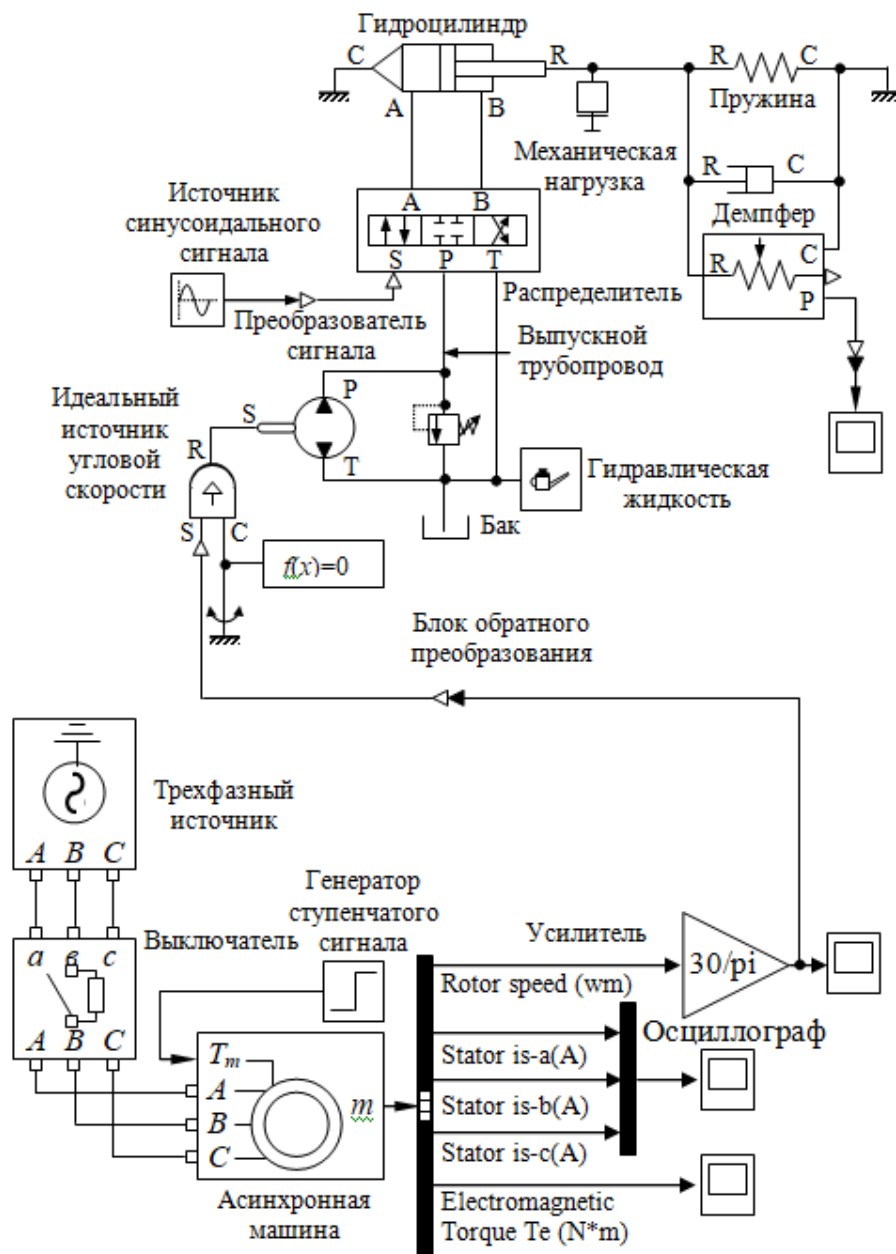 Гидроцилиндр
C
R
R
C
Пружина
A
B
Механическая
нагрузка
R
C
Демпфер
Источник
синусоидального
сигнала
A
B
S
P
T
R
C
P
Распределитель
Преобразователь
сигнала
Выпускной
трубопровод
Идеальный
источник
угловой
скорости
S
P
R
T
Гидравлическая
жидкость
S
C
Бак
f(x)=0
Блок обратного
преобразования
Трехфазный
источник
A B C
Генератор
ступенчатого
сигнала
Выключатель
a в c
A B C
Усилитель
30/pi
Rotor speed (wm)
Осциллограф
Stator is-a(A)
Stator is-b(A)
Stator is-c(A)
Tm
A
B
C
m
Асинхронная
машина
Electromagnetic
Torque Te (N*m)